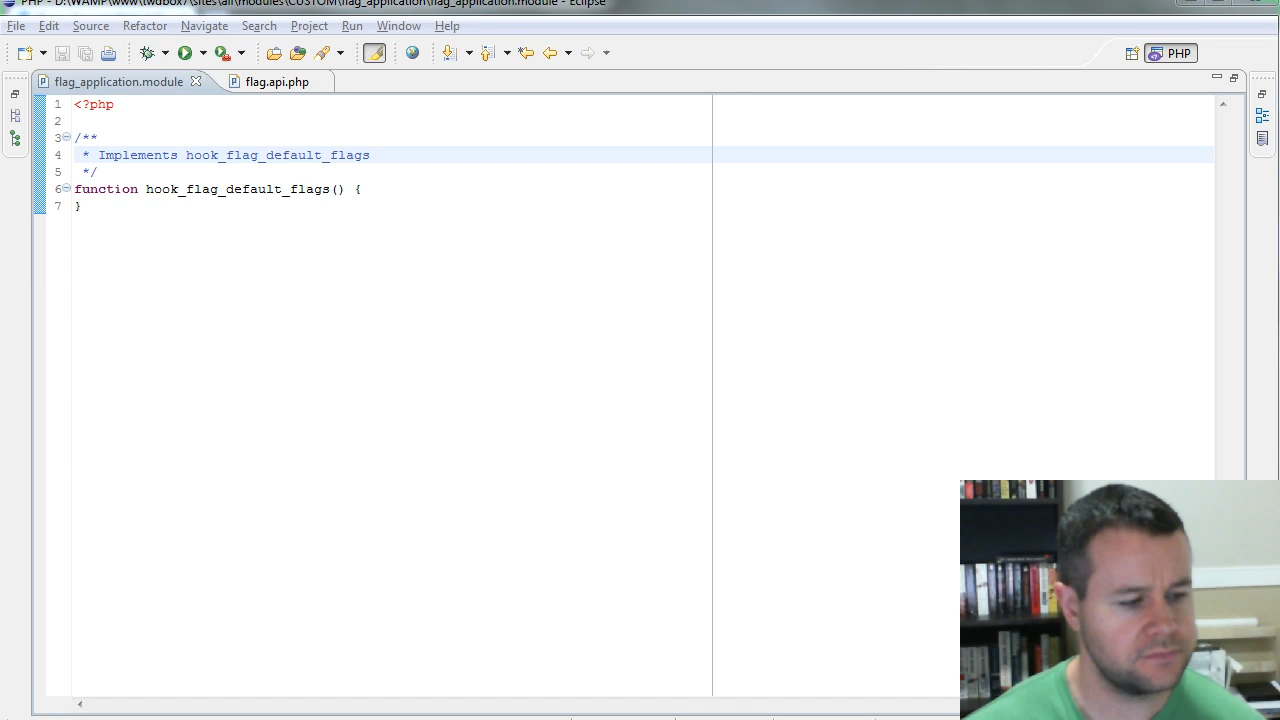 PHP - D:\WAMP\www\twdbox7\sites\all\modules\CUSTOM\flag_application\flag_application.module - Eclipse
File Edit Source Refactor Navigate Search Project Run Window Help
PHP
flag_application.module flag.api.php
1 <?php
2
3 /**
4 * Implements hook_flag_default_flags
5 */
6 function hook_flag_default_flags() {
7 }